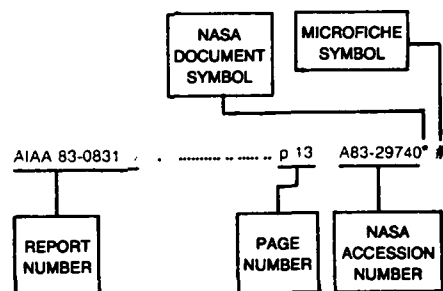 NASA
DOCUMENT
SYMBOL
MICROFICHE
SYMBOL
AIAA 83-0831 . ...................... p 13 A83-29740* #
REPORT
NUMBER
PAGE
NUMBER
NASA
ACCESSION
NUMBER